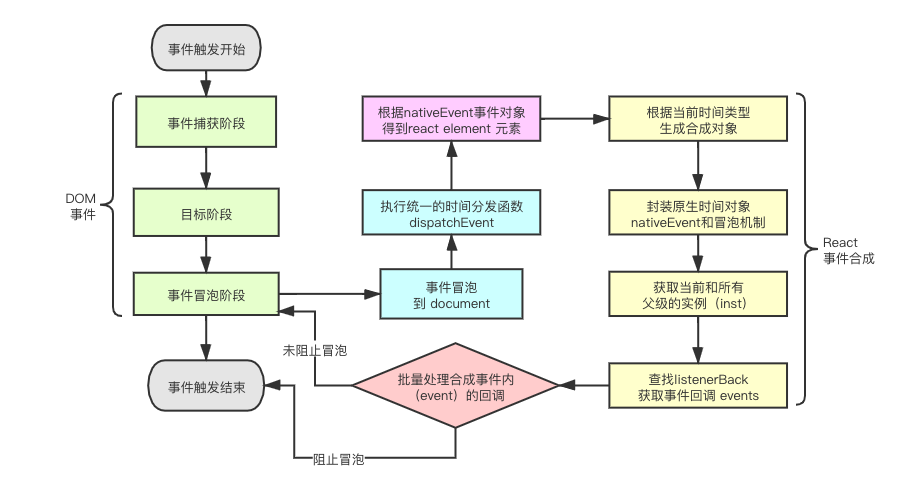 事件触发开始
DOM
事件
事件捕获阶段
目标阶段
事件冒泡阶段
事件触发结束
事件冒泡
到 document
执行统一的时间分发函数
dispatchEvent
根据nativeEvent事件对象
得到react element 元素
根据当前时间类型
生成合成对象
封装原生时间对象
nativeEvent和冒泡机制
获取当前和所有
父级的实例（inst）
查找listenerBack
获取事件回调 events
React
事件合成
批量处理合成事件内
（event）的回调
未阻止冒泡
阻止冒泡